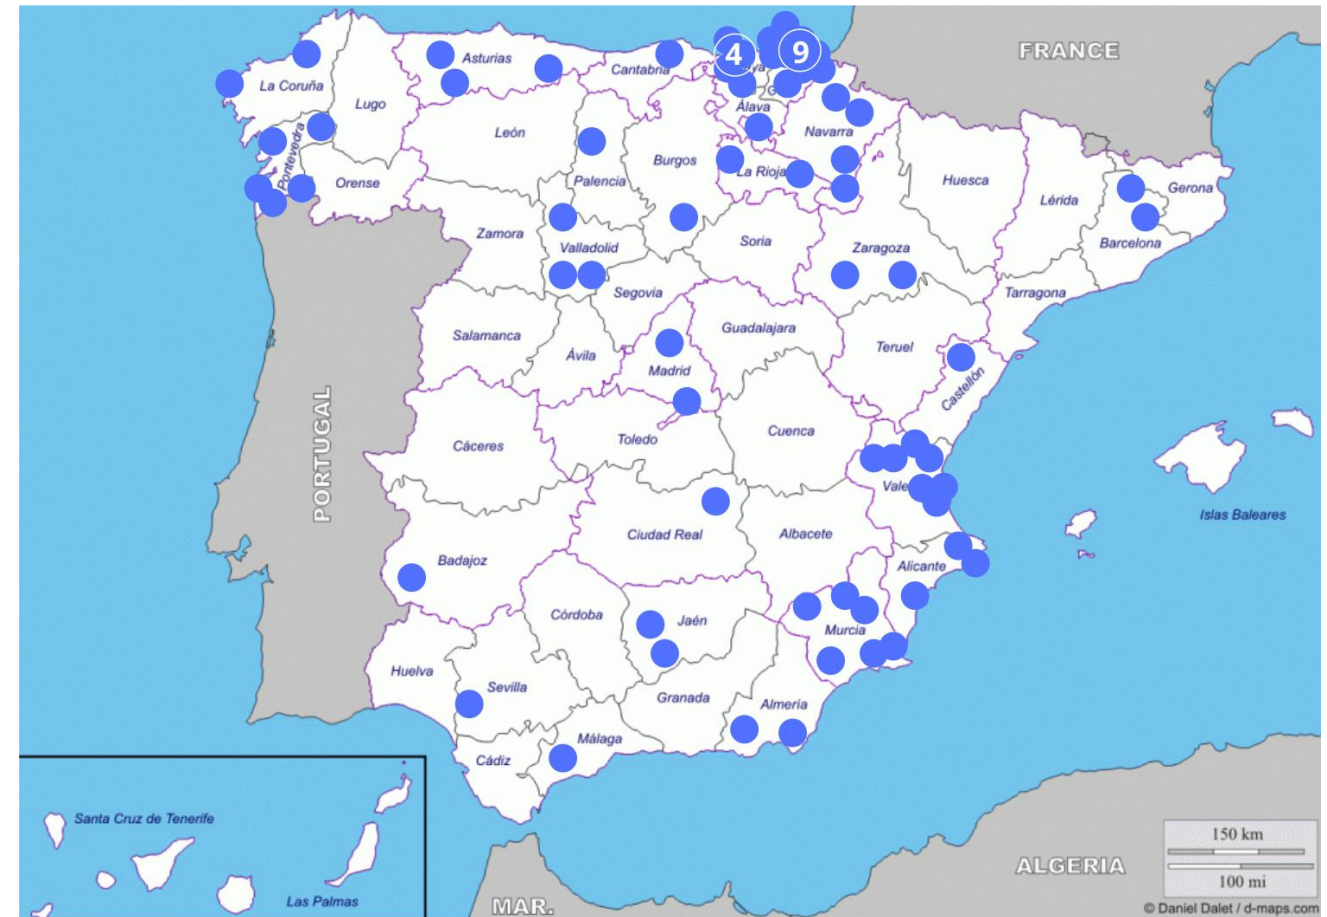 FRANCE
4
9
Asturias
Cantabria
La Coruña
Lugo
Álava
León
Navarra
Pontevedra
Burgos
Orense
Palencia
La Rioja
Huesca
Lérida
Gerona
Zamora
Soria
Valladolid
Zaragoza
Barcelona
Segovia
Tarragona
Salamanca
Guadalajara
Ávila
Teruel
Madrid
Castellón
PORTUGAL
Cáceres
Toledo
Cuenca
Islas Baleares
Ciudad Real
Albacete
Badajoz
Alicante
Córdoba
Jaén
Murcia
Huelva
Sevilla
Granada
Almería
Málaga
Cádiz
Santa Cruz de Tenerife
Las Palmas
MAR.
ALGERIA
150 km
100 mi
© Daniel Dalet / d-maps.com